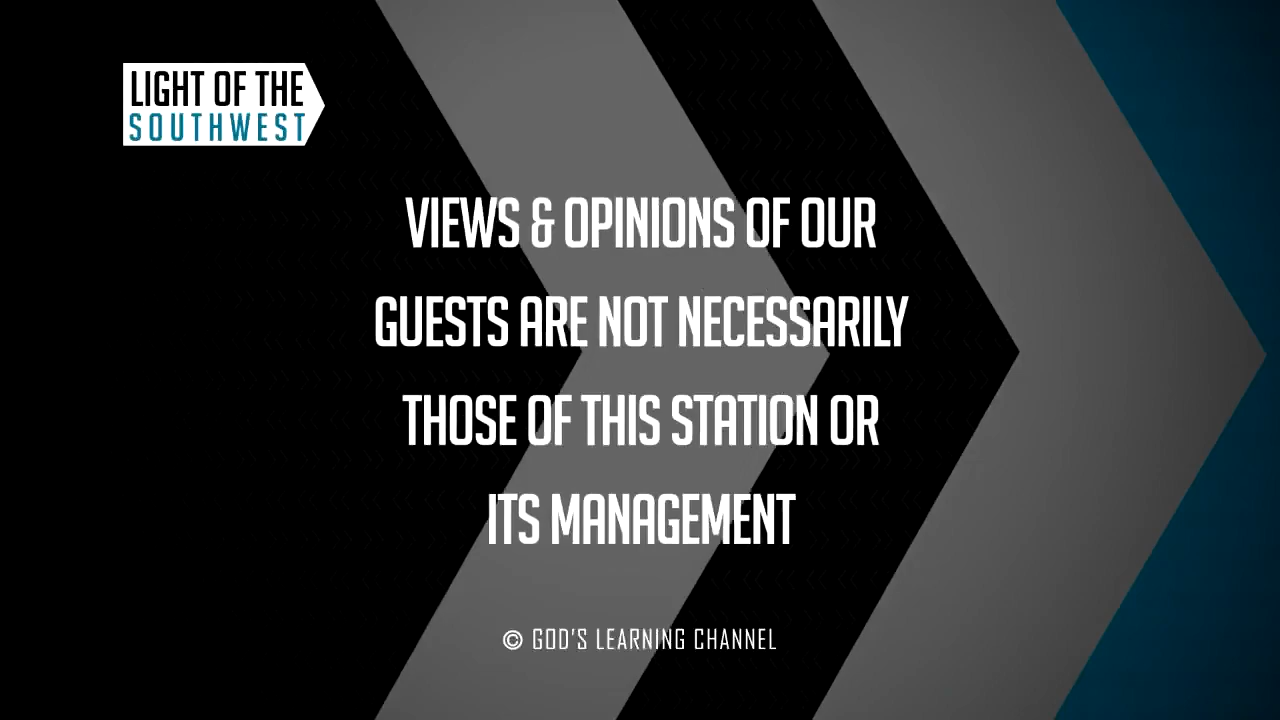 LIGHT OF THE
SOUTHWEST
VIEWS & OPINIONS OF OUR
GUESTS ARE NOT NECESSARILY
THOSE OF THIS STATION OR
ITS MANAGEMENT
© GOD'S LEARNING CHANNEL